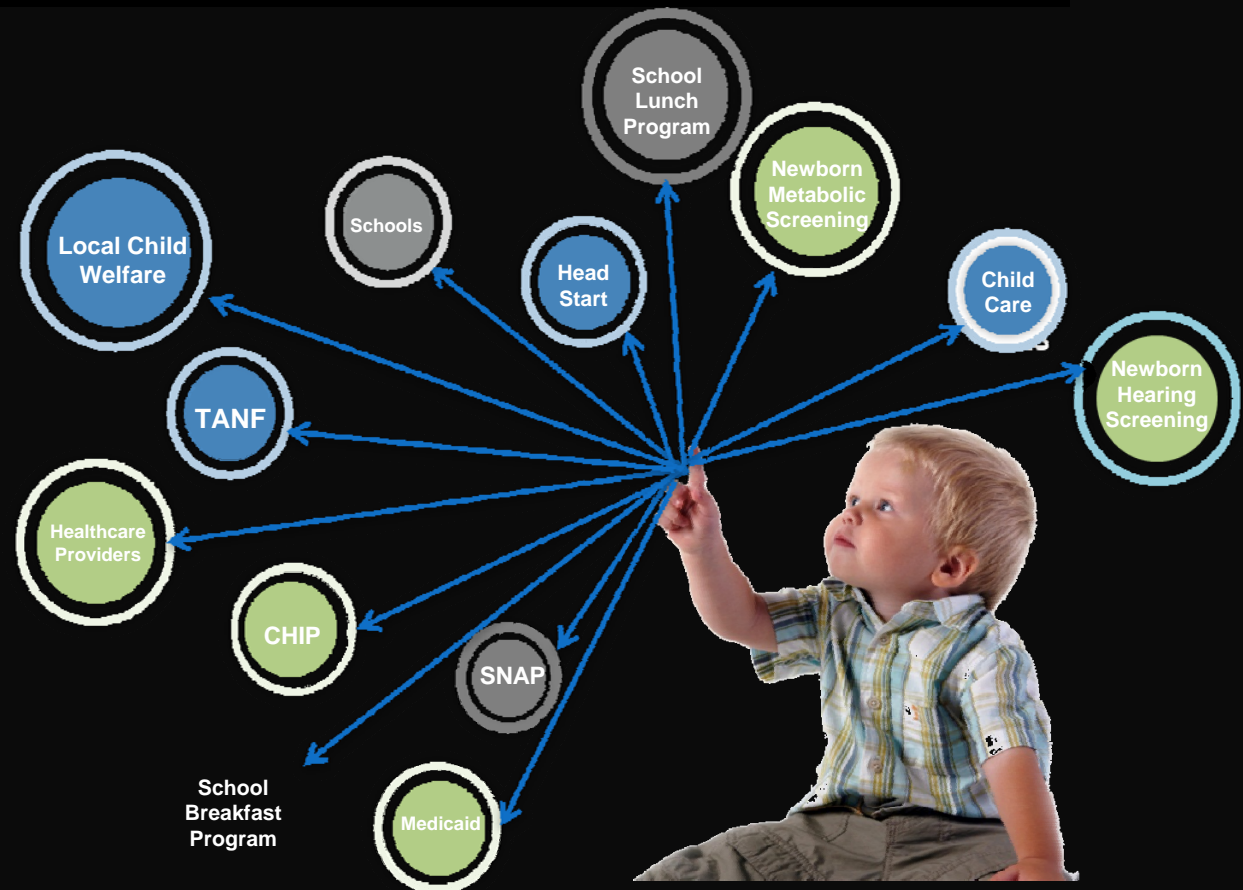 School
Lunch
Program
Newborn
Metabolic
Screening
Schools
Local Child
Welfare
Head
Start
Child
Care
Newborn
Hearing
Screening
TANF
Healthcare
Providers
CHIP
SNAP
School
Breakfast
Program
Medicaid